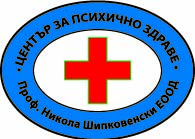 · ЦЕНТЪР ЗА ПСИХИЧНО ЗДРАВЕ ·
Проф. Никола Шипковенски ЕООД